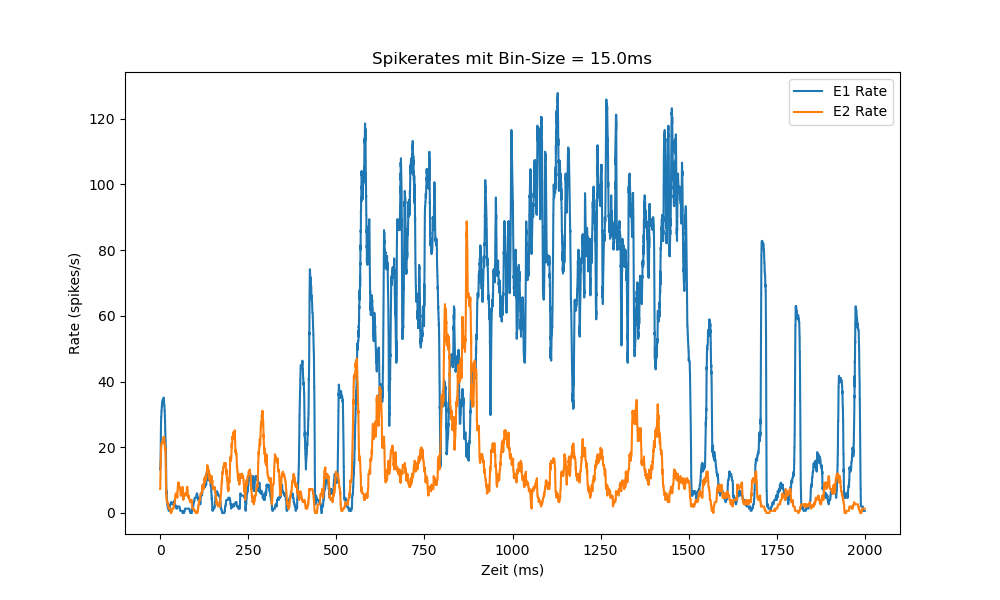 Spikerates mit Bin-Size = 15.0ms
E1 Rate
E2 Rate
120
100
80
60
40
20
0
Rate (spikes/s)
0 250 500 750 1000 1250 1500 1750 2000
Zeit (ms)